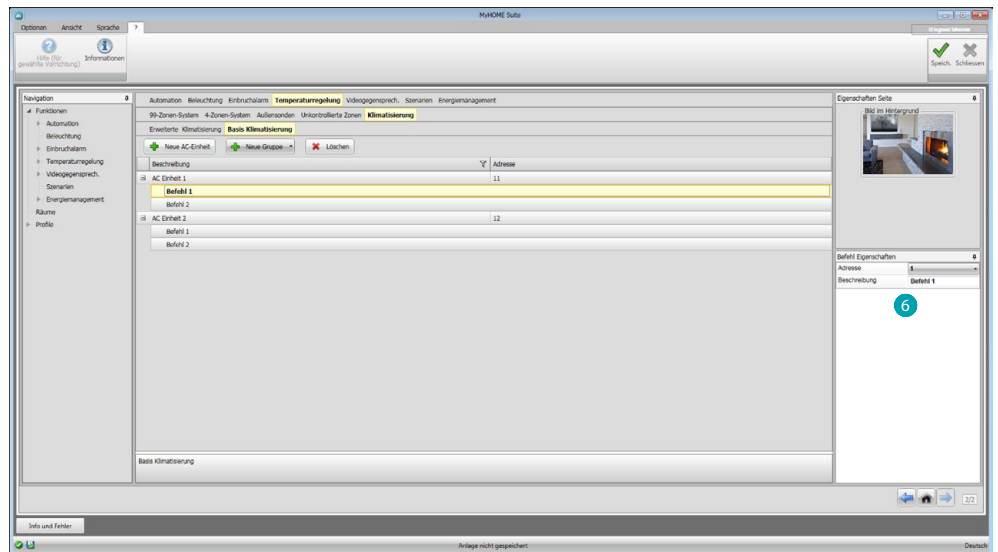 MyHOME Suite
Optionen Ansicht Sprache ?
Hilfe (für gewählte Vorrichtung)
Informationen
Speich. Schliessen
Navigation
Funktionen
Automation
Beleuchtung
Einbruchalarm
Temperaturregelung
Videogegensprech.
Szenarien
Energiemanagement
Räume
Profile
Automation Beleuchtung Einbruchalarm Temperaturregelung Videogegensprech. Szenarien Energiemanagement
99-Zonen-System 4-Zonen-System Außensonden Unkontrollierte Zonen Klimatisierung
Erweiterte Klimatisierung Basis Klimatisierung
Neue AC-Einheit Neue Gruppe Löschen
Beschreibung Adresse
AC Einheit 1 11
Befehl 1
Befehl 2
AC Einheit 2 12
Befehl 1
Befehl 2
Basis Klimatisierung
Eigenschaften Seite
Bild im Hintergrund
Befehl Eigenschaften
Adresse 1
Beschreibung Befehl 1
6
2/2
Info und Fehler
Anlage nicht gespeichert
Deutsch